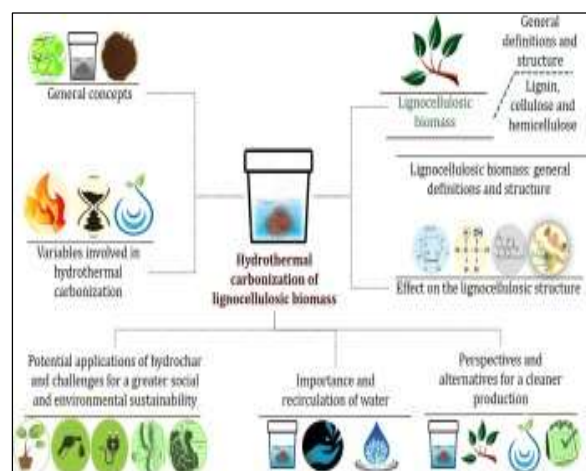 General concepts
General
definitions and
structure
Lignin,
cellulose and
hemicellulose
Lignocellulosic
biomass
Lignocellulosic biomass: general
definitions and structure
Variables involved in
hydrothermal
carbonization
Hydrothermal
carbonization of
lignocellulosic biomass
Effect on the lignocellulosic structure
Potential applications of hydrochar
and challenges for a greater social
and environmental sustainability
Importance and
recirculation of water
Perspectives and
alternatives for a cleaner
production